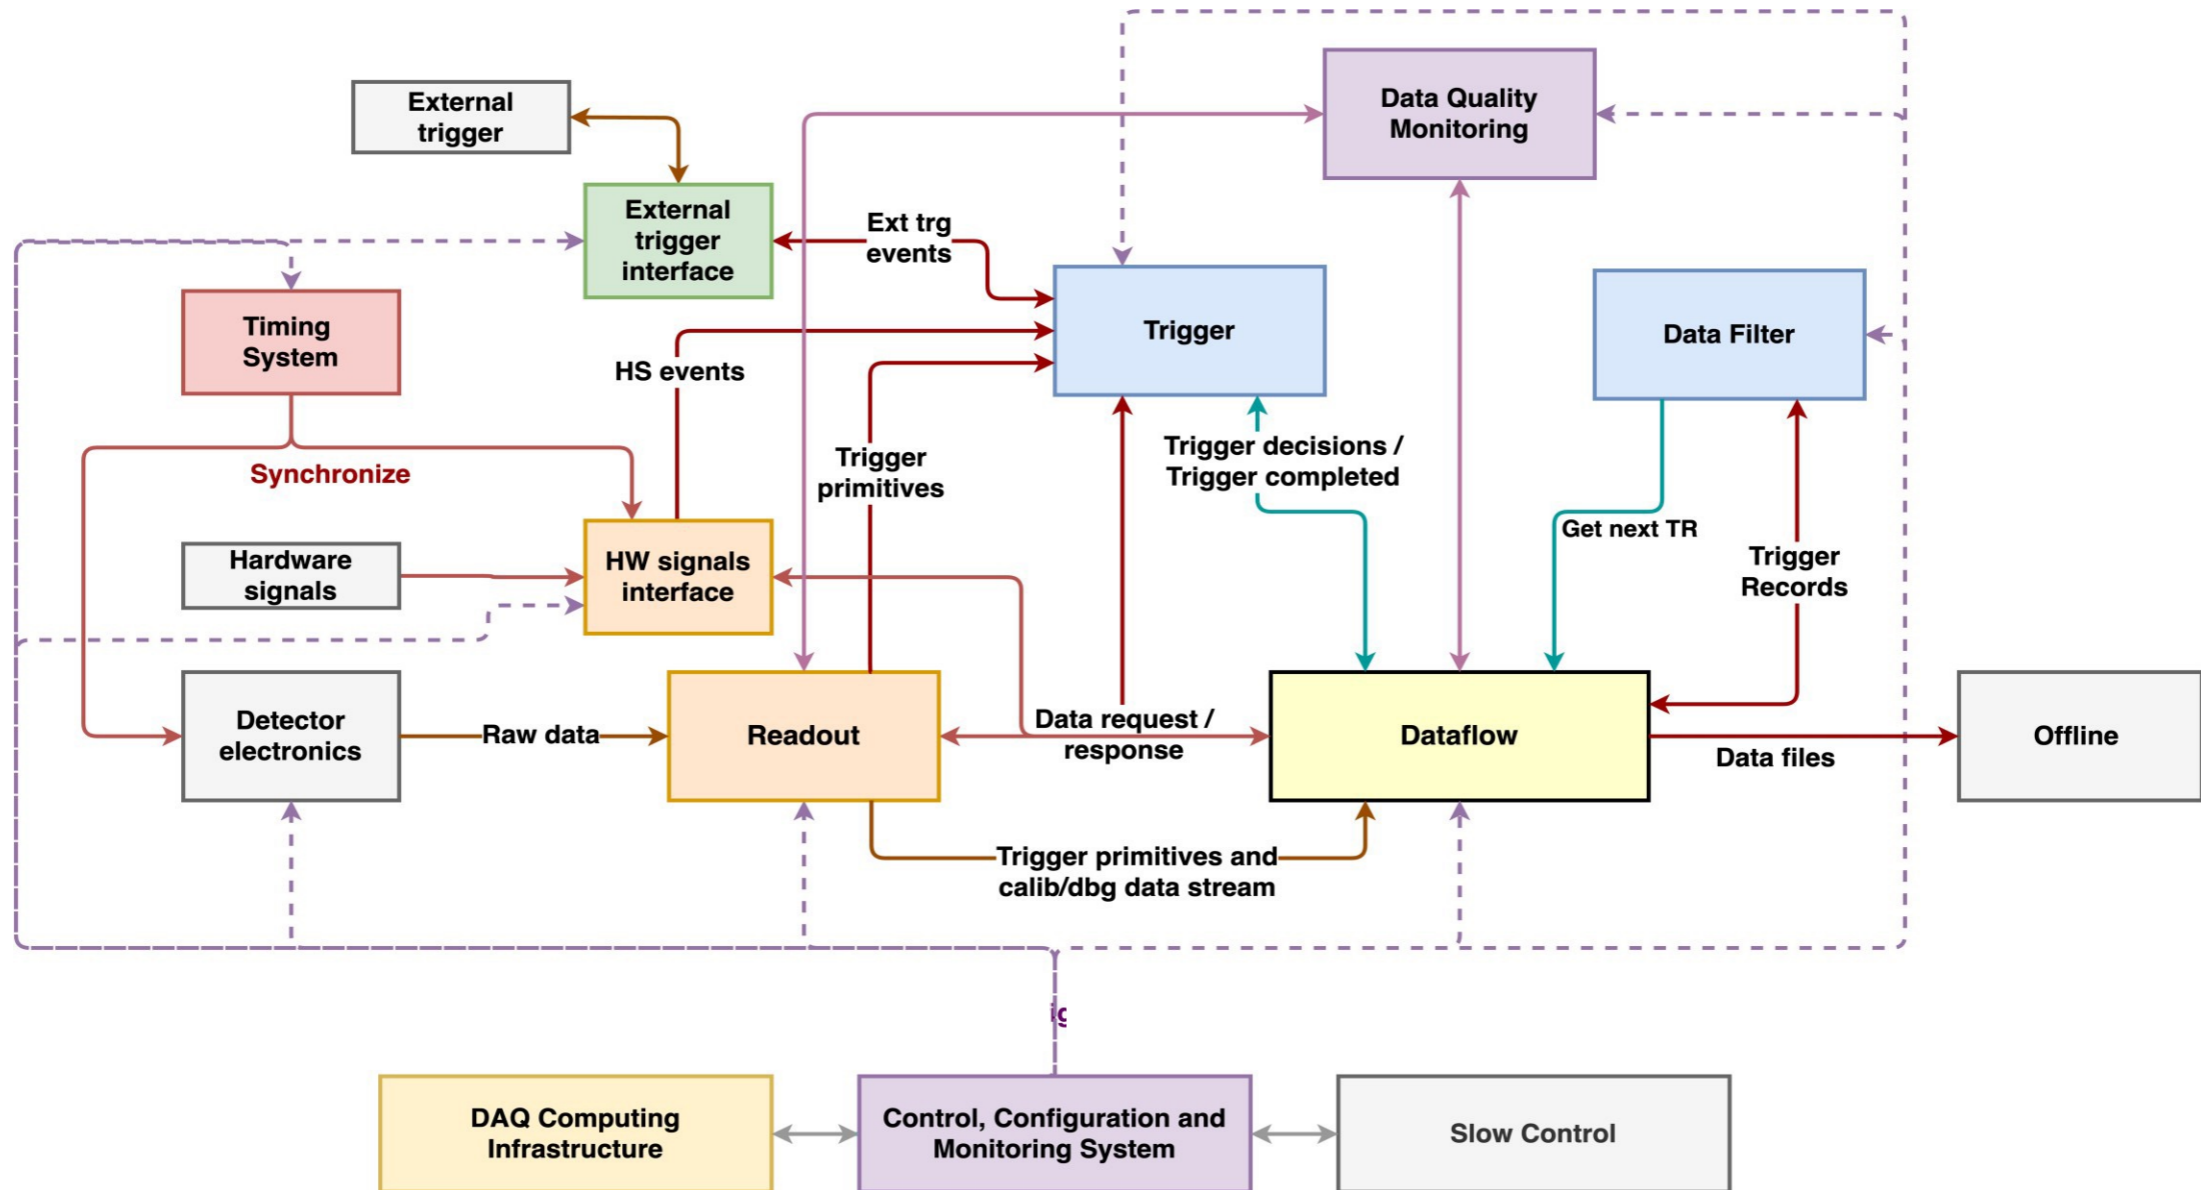 External
trigger
Data Quality
Monitoring
External
trigger
interface
Ext trg
events
Timing
System
Trigger
Data Filter
HS events
Synchronize
Trigger
primitives
Trigger decisions /
Trigger completed
Get next TR
Hardware
signals
HW signals
interface
Trigger
Records
Detector
electronics
Raw data
Readout
Data request /
response
Dataflow
Data files
Offline
Trigger primitives and
calib/dbg data stream
DAQ Computing
Infrastructure
Control, Configuration and
Monitoring System
Slow Control